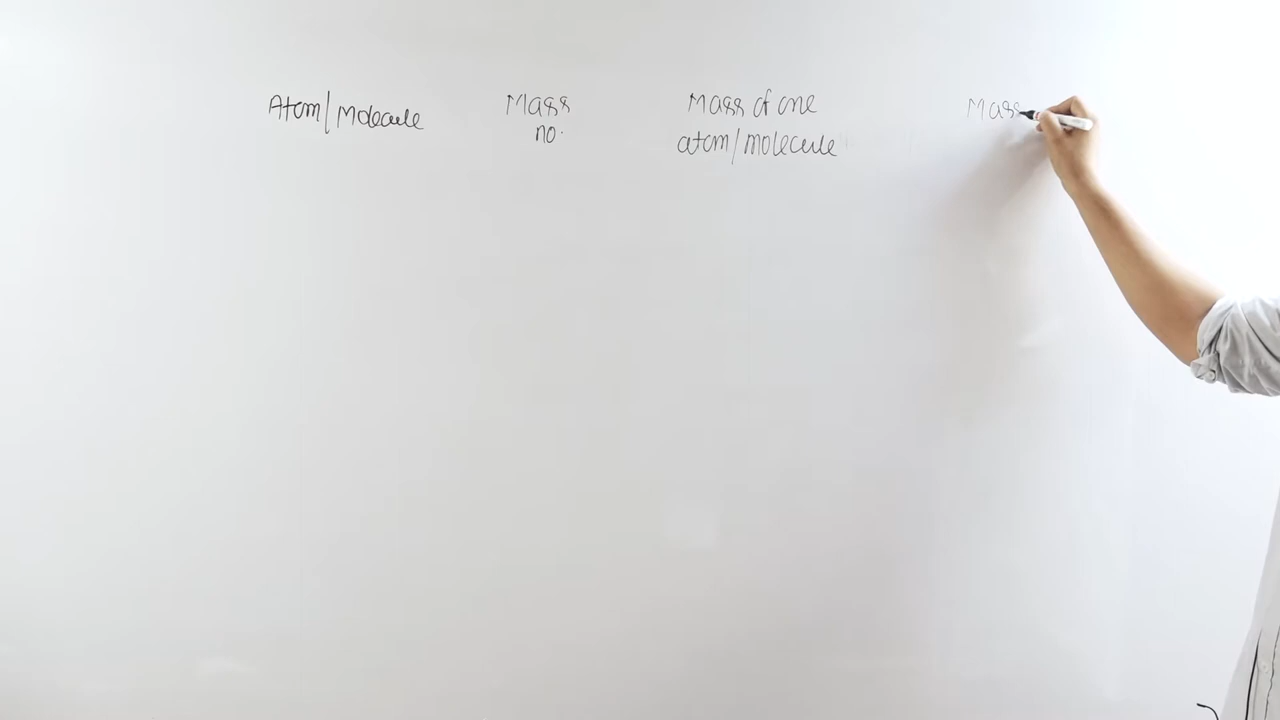 Atom/Molecule
Mass
no.
Mass of one
atom/molecule
Mass